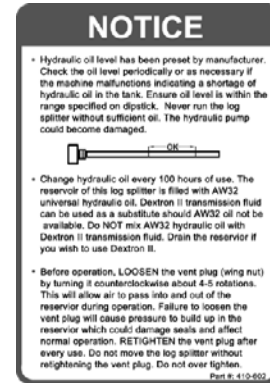 NOTICE
• Hydraulic oil level has been preset by manufacturer.
Check the oil level periodically or as necessary if
the machine malfunctions indicating a shortage of
hydraulic oil in the tank. Ensure oil level is within the
range specified on dipstick. Never run the log
splitter without sufficient oil. The hydraulic pump
could become damaged.
OK
• Change hydraulic oil every 100 hours of use. The
reservoir of this log splitter is filled with AW32
universal hydraulic oil. Dextron II transmission fluid
can be used as a substitute should AW32 oil not be
available. Do NOT mix AW32 hydraulic oil with
Dextron II transmission fluid. Drain the reservoir if
you wish to use Dextron II.
• Before operation, LOOSEN the vent plug (wing nut)
by turning it counterclockwise about 4-5 rotations.
This will allow air to pass into and out of the
reservoir during operation. Failure to loosen the
vent plug will cause pressure to build up in the
reservoir which could damage seals and affect
normal operation. RETIGHTEN the vent plug after
every use. Do not move the log splitter without
retightening the vent plug. Do not over tighten.
Part #: 410-602